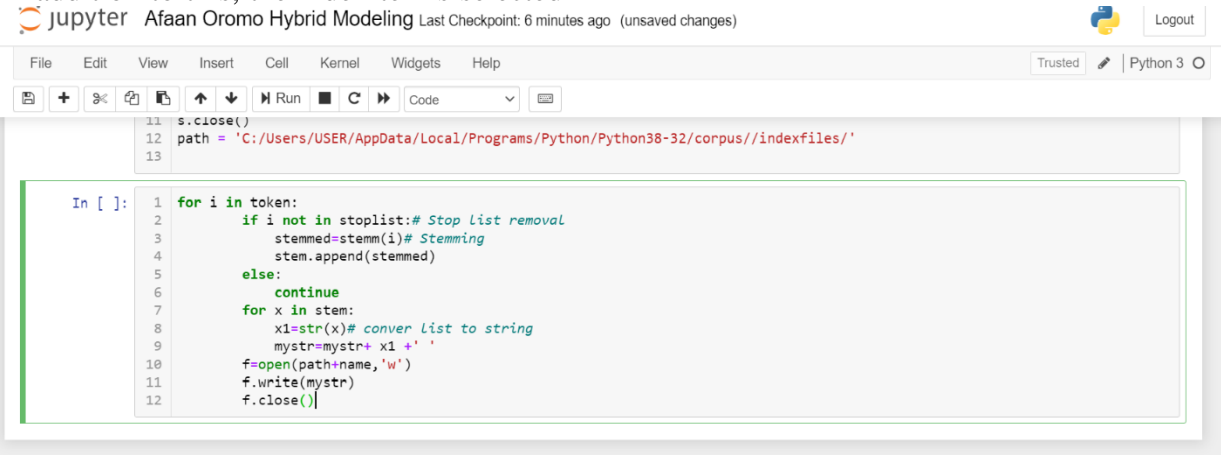 jupyter Afaan Oromo Hybrid Modeling Last Checkpoint: 6 minutes ago (unsaved changes)
Logout
File Edit View Insert Cell Kernel Widgets Help
Trusted Python 3
Run Code
11 s.close()
12 path = 'C:/Users/USER/AppData/Local/Programs/Python/Python38-32/corpus//indexfiles/'
13
In [ ]:
1 for i in token:
2 if i not in stoplist:# Stop list removal
3 stemmed=stemm(i)# Stemming
4 stem.append(stemmed)
5 else:
6 continue
7 for x in stem:
8 x1=str(x)# conver list to string
9 mystr=mystr+ x1 +' '
10 f=open(path+name,'w')
11 f.write(mystr)
12 f.close()